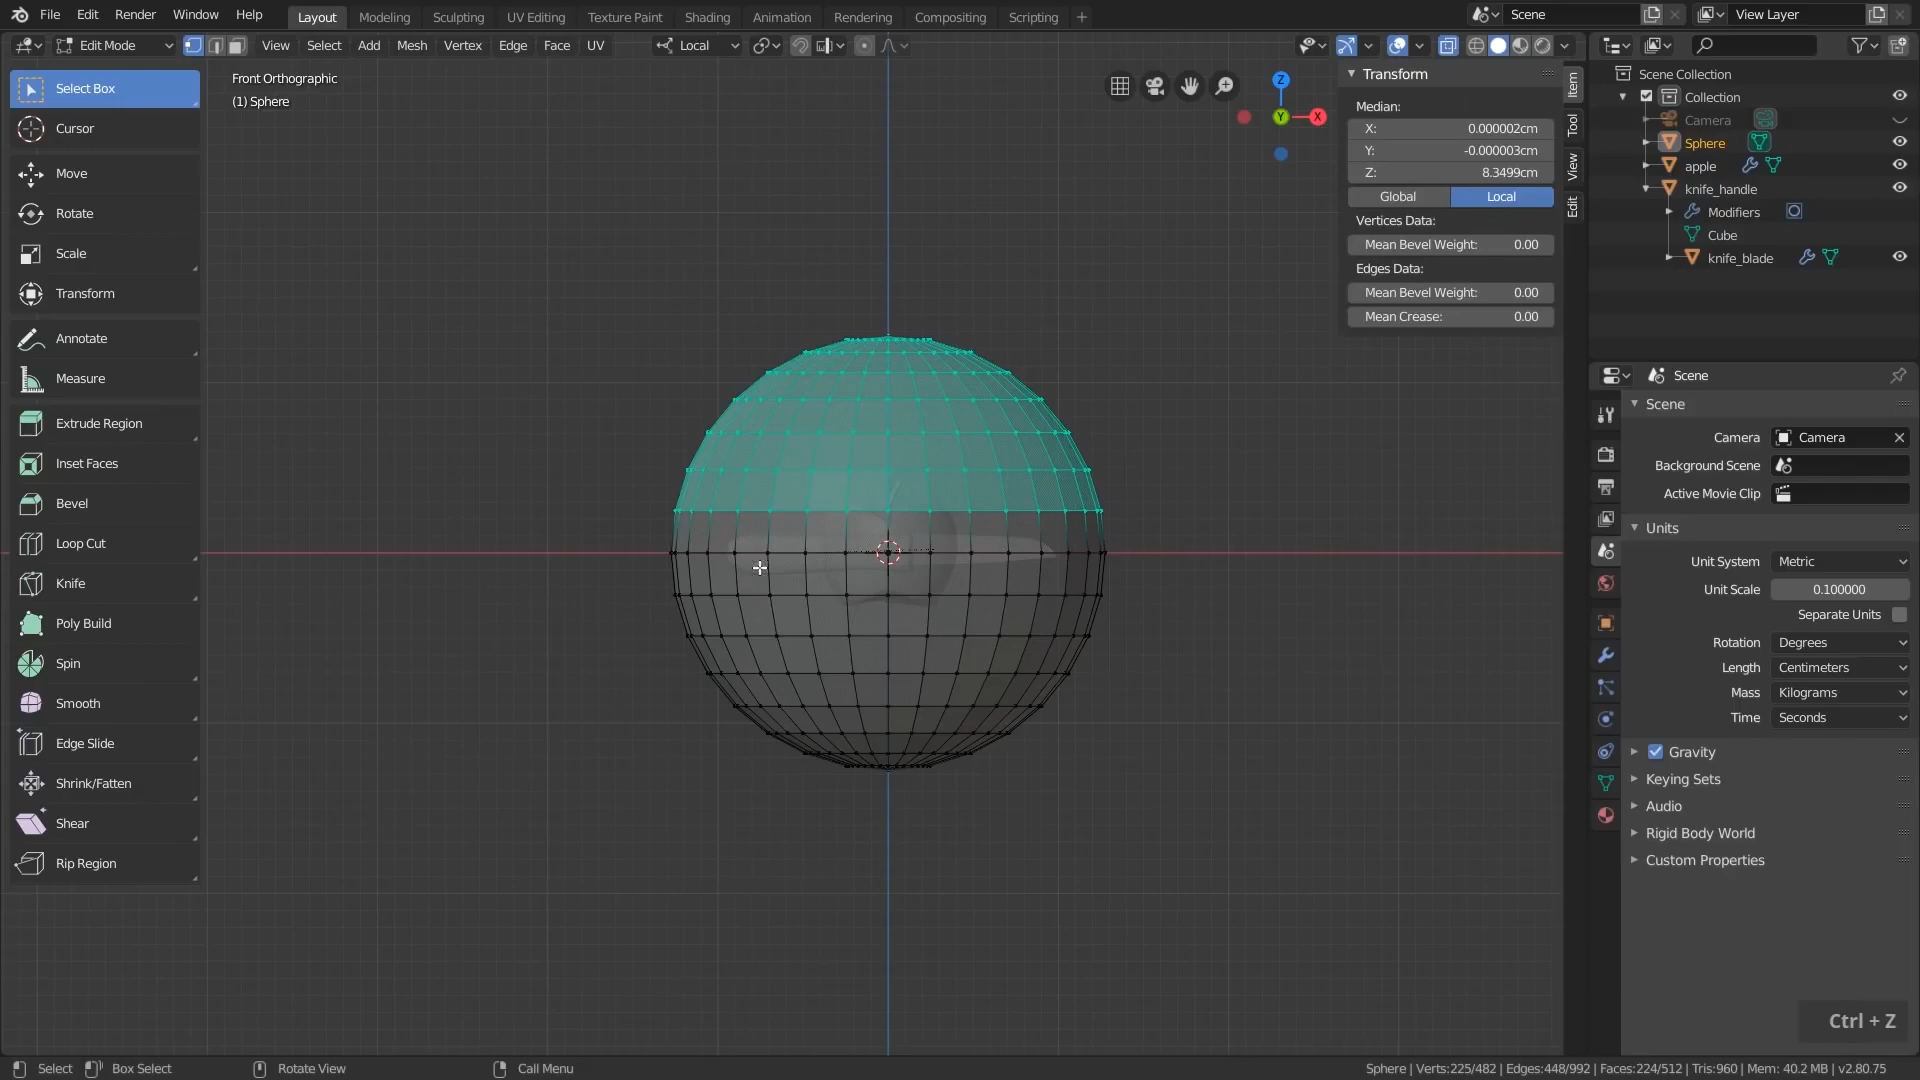 File Edit Render Window Help Layout Modeling Sculpting UV Editing Texture Paint Shading Animation Rendering Compositing Scripting + Scene View Layer
Edit Mode View Select Add Mesh Vertex Edge Face UV Local
Select Box
Cursor
Move
Rotate
Scale
Transform
Annotate
Measure
Extrude Region
Inset Faces
Bevel
Loop Cut
Knife
Poly Build
Spin
Smooth
Edge Slide
Shrink/Fatten
Shear
Rip Region
Front Orthographic
(1) Sphere
Z
Y
X
Transform
Median:
X: 0.000002cm
Y: -0.000003cm
Z: 8.3499cm
Global Local
Vertices Data:
Mean Bevel Weight: 0.00
Edges Data:
Mean Bevel Weight: 0.00
Mean Crease: 0.00
Item
Tool
View
Edit
Scene Collection
Collection
Camera
Sphere
apple
knife_handle
Modifiers
Cube
knife_blade
Scene
Scene
Camera Camera
Background Scene
Active Movie Clip
Units
Unit System Metric
Unit Scale 0.100000
Separate Units
Rotation Degrees
Length Centimeters
Mass Kilograms
Time Seconds
Gravity
Keying Sets
Audio
Rigid Body World
Custom Properties
Ctrl + Z
Select Box Select Rotate View Call Menu Sphere | Verts:225/482 | Edges:448/992 | Faces:224/512 | Tris:960 | Mem: 40.2 MB | v2.80.75